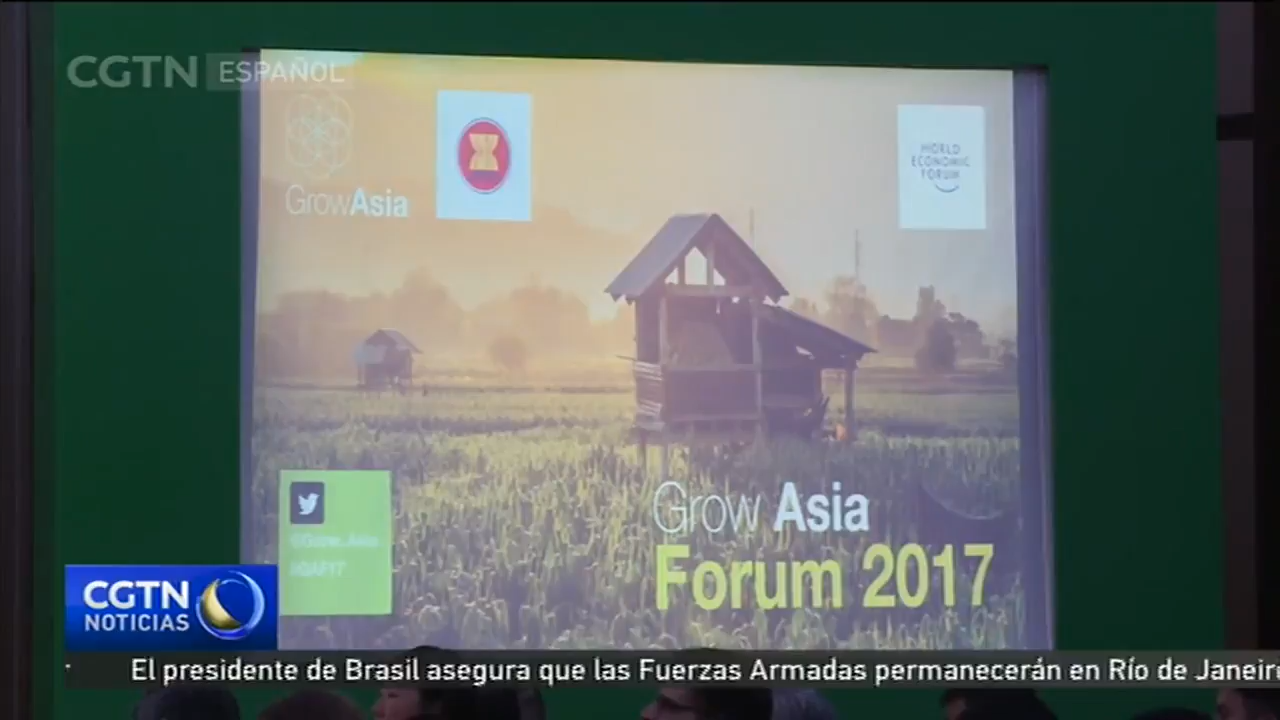 CGTN ESPAÑOL
GrowAsia
WORLD
ECONOMIC
FORUM
Grow Asia
Forum 2017
CGTN
NOTICIAS
El presidente de Brasil asegura que las Fuerzas Armadas permanecerán en Río de Janeiro